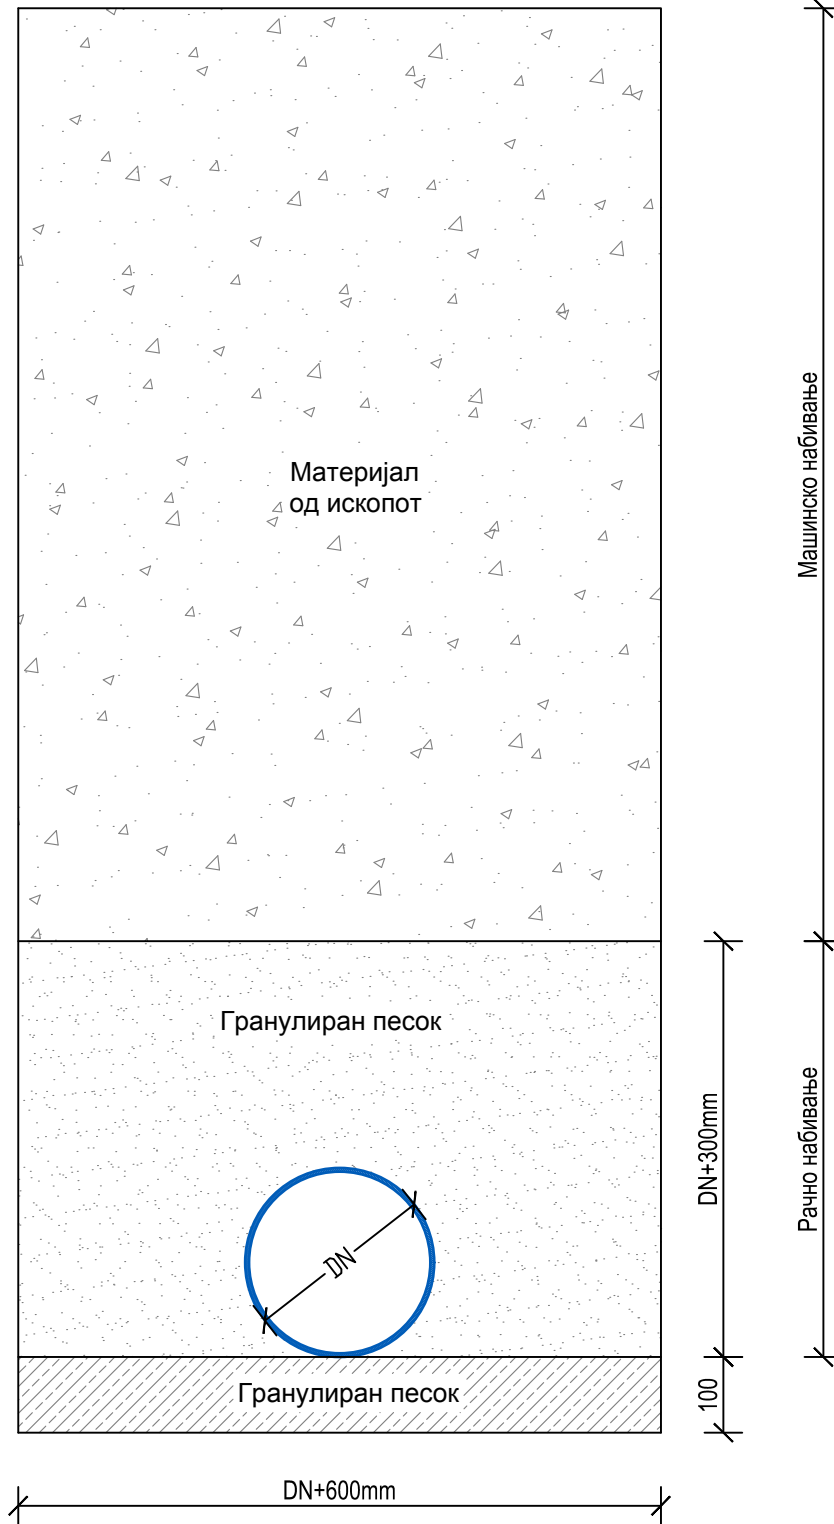 Материјал
од ископот
Машинско набивање
Гранулиран песок
DN+300mm
Рачно набивање
DN
Гранулиран песок
100
DN+600mm